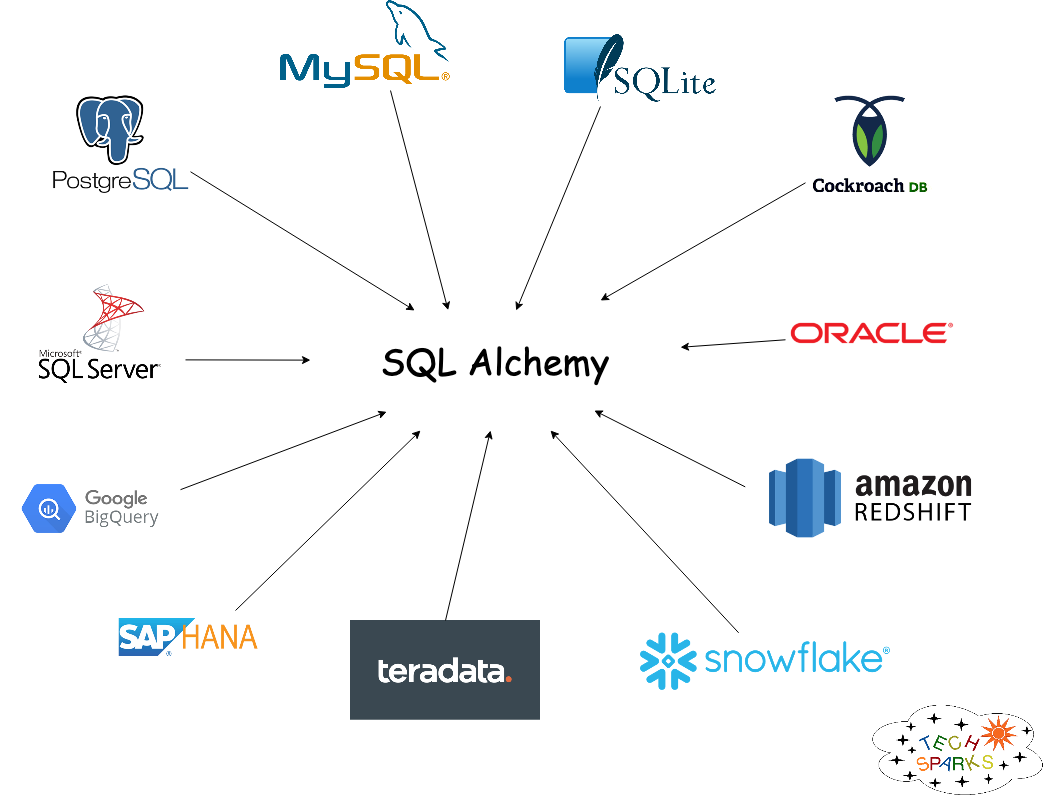 MySQL®
SQLite
PostgreSQL
Cockroach DB
Microsoft®
SQL Server®
ORACLE®
SQL Alchemy
Google
BigQuery
amazon
REDSHIFT
SAP® HANA
teradata.
snowflake®
TECH
SPARKS